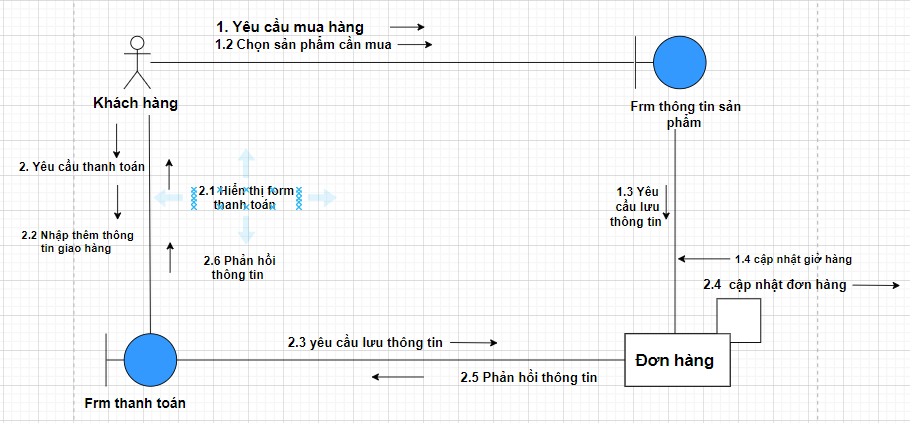 1. Yêu cầu mua hàng
1.2 Chọn sản phẩm cần mua
Khách hàng
Frm thông tin sản
phẩm
2. Yêu cầu thanh toán
2.1 Hiển thị form
thanh toán
1.3 Yêu
cầu lưu
thông tin
2.2 Nhập thêm thông
tin giao hàng
2.6 Phản hồi
thông tin
1.4 cập nhật giở hàng
2.4 cập nhật đơn hàng
2.3 yêu cầu lưu thông tin
Đơn hàng
2.5 Phản hồi thông tin
Frm thanh toán